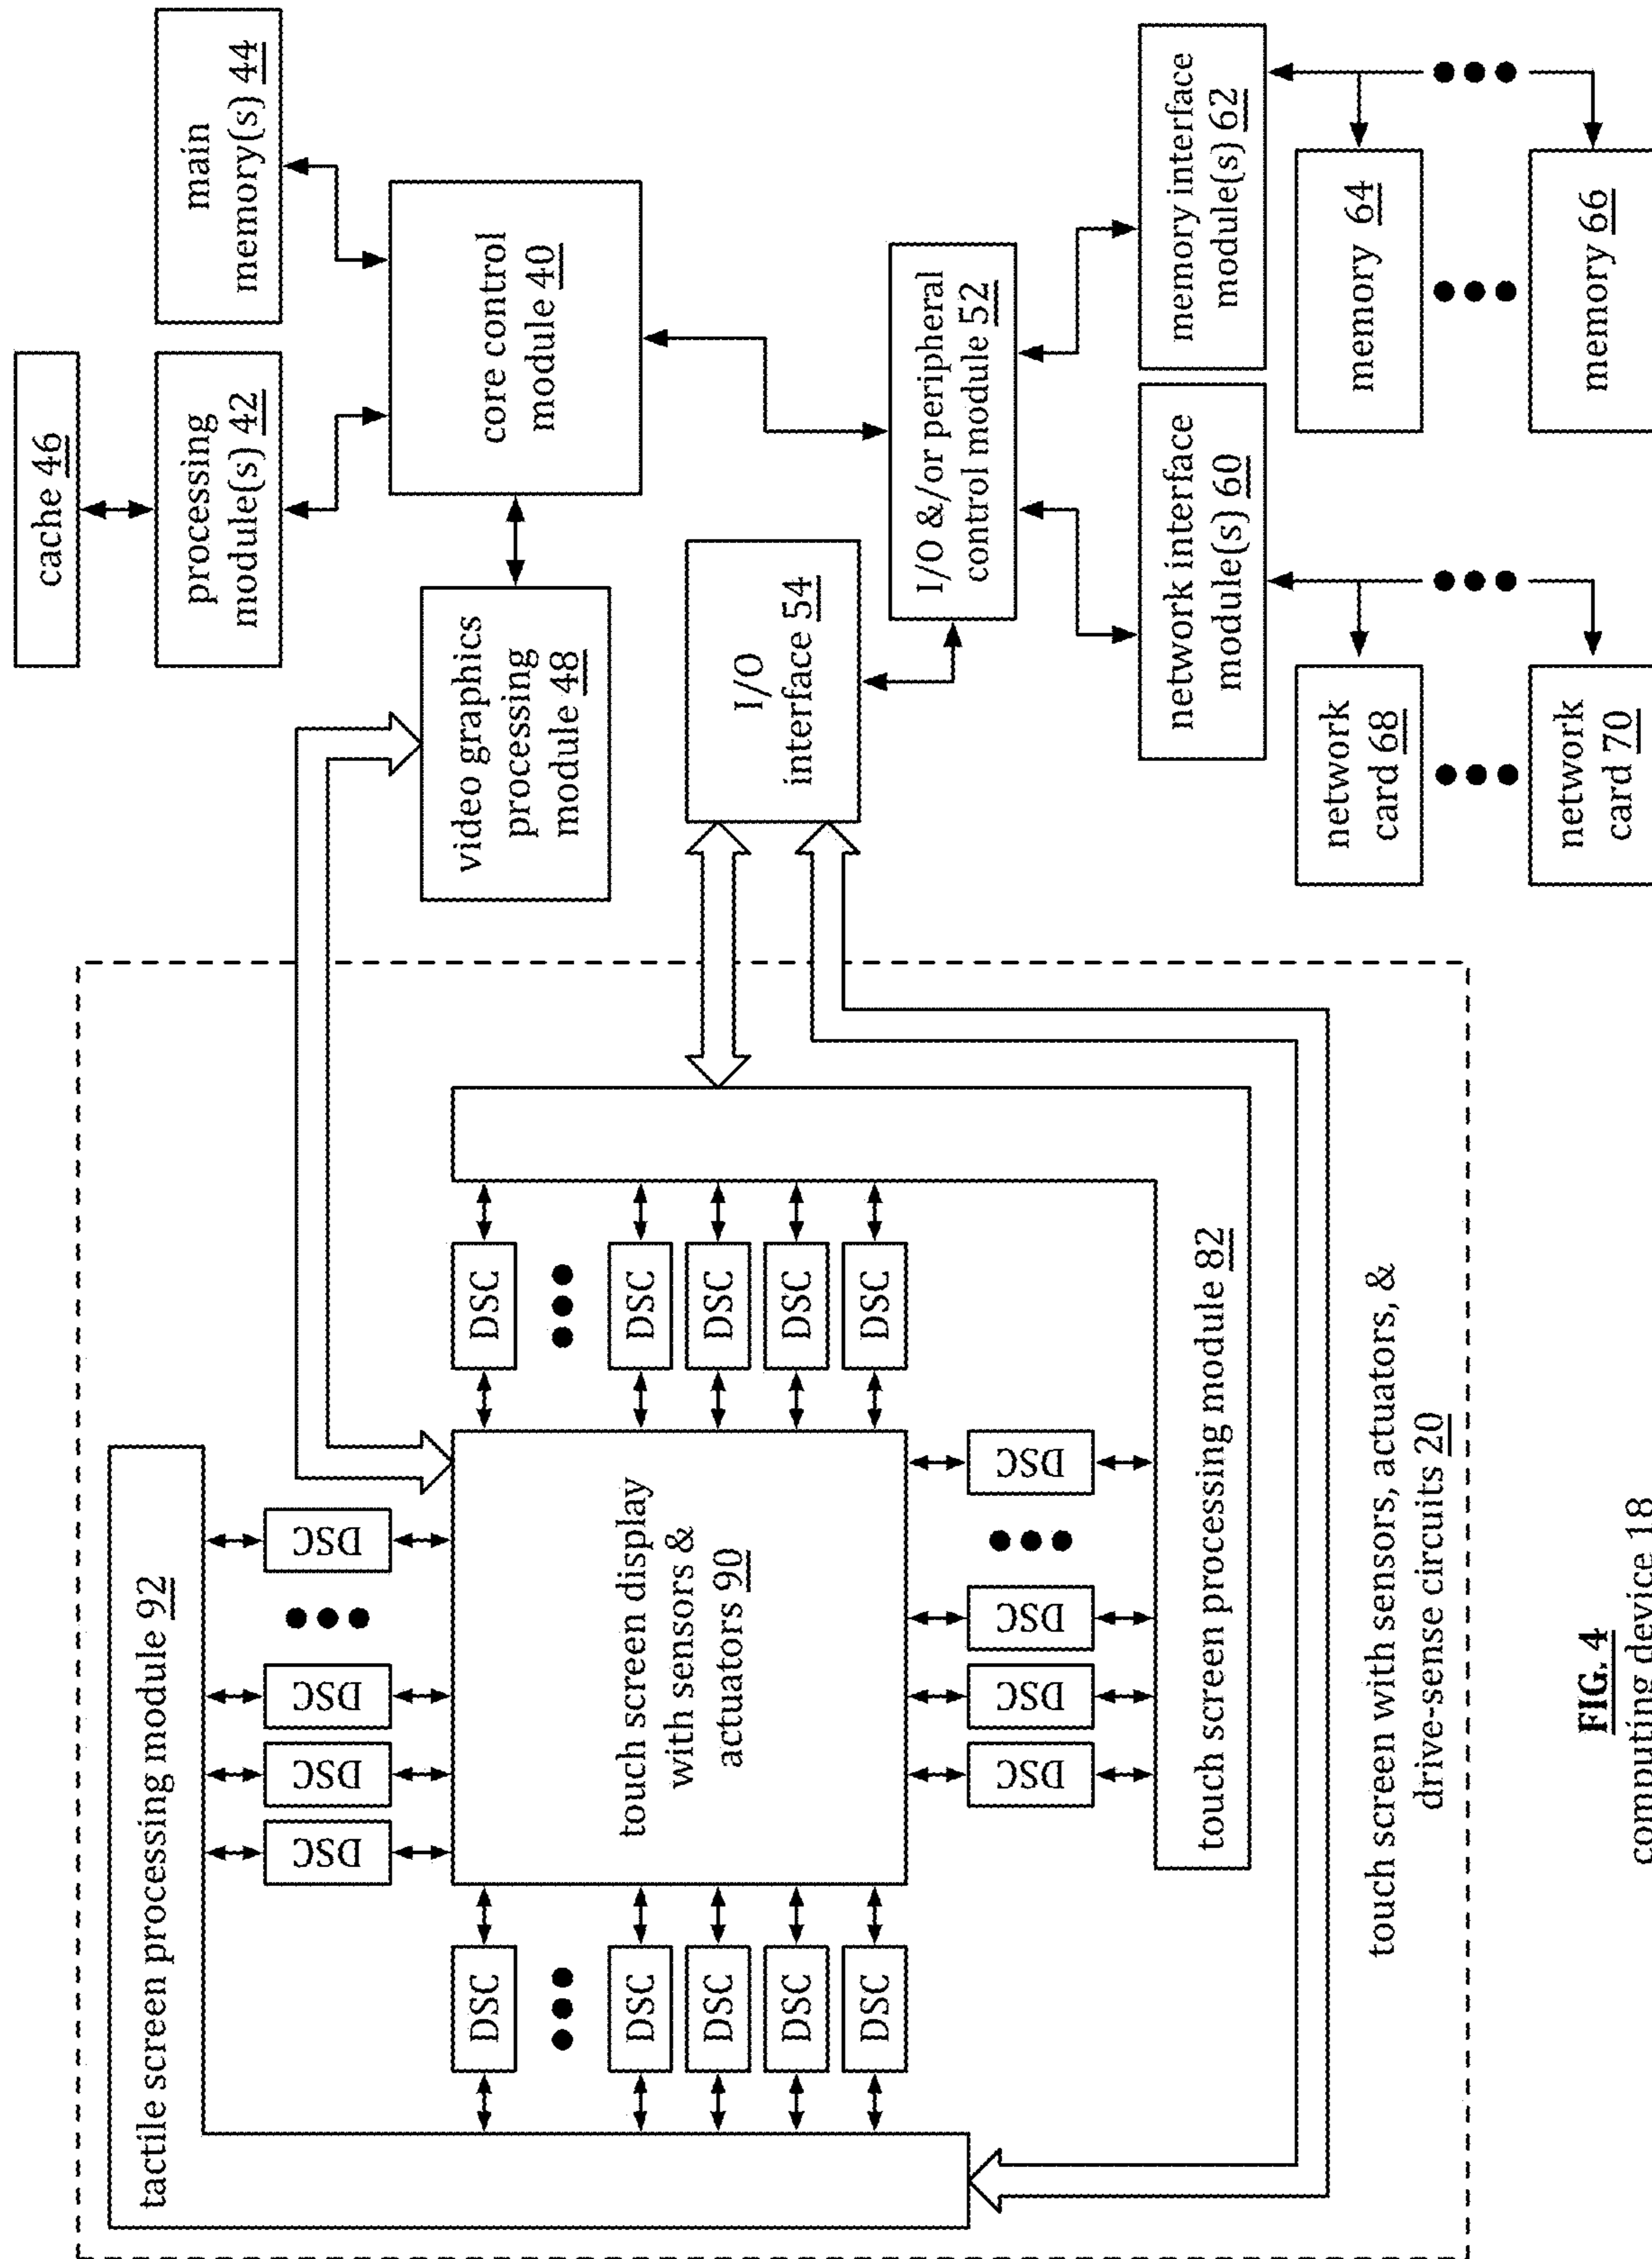 cache 46
processing
module(s) 42
main
memory(s) 44
core control
module 40
video graphics
processing
module 48
I/O
interface 54
I/O &/or peripheral
control module 52
network interface
module(s) 60
memory interface
module(s) 62
network
card 68
network
card 70
memory 64
memory 66
tactile screen processing module 92
DSC
DSC
DSC
DSC
DSC
DSC
DSC
DSC
DSC
touch screen display
with sensors &
actuators 90
DSC
DSC
DSC
DSC
DSC
DSC
DSC
DSC
DSC
touch screen processing module 82
touch screen with sensors, actuators, &
drive-sense circuits 20
FIG. 4
computing device 18